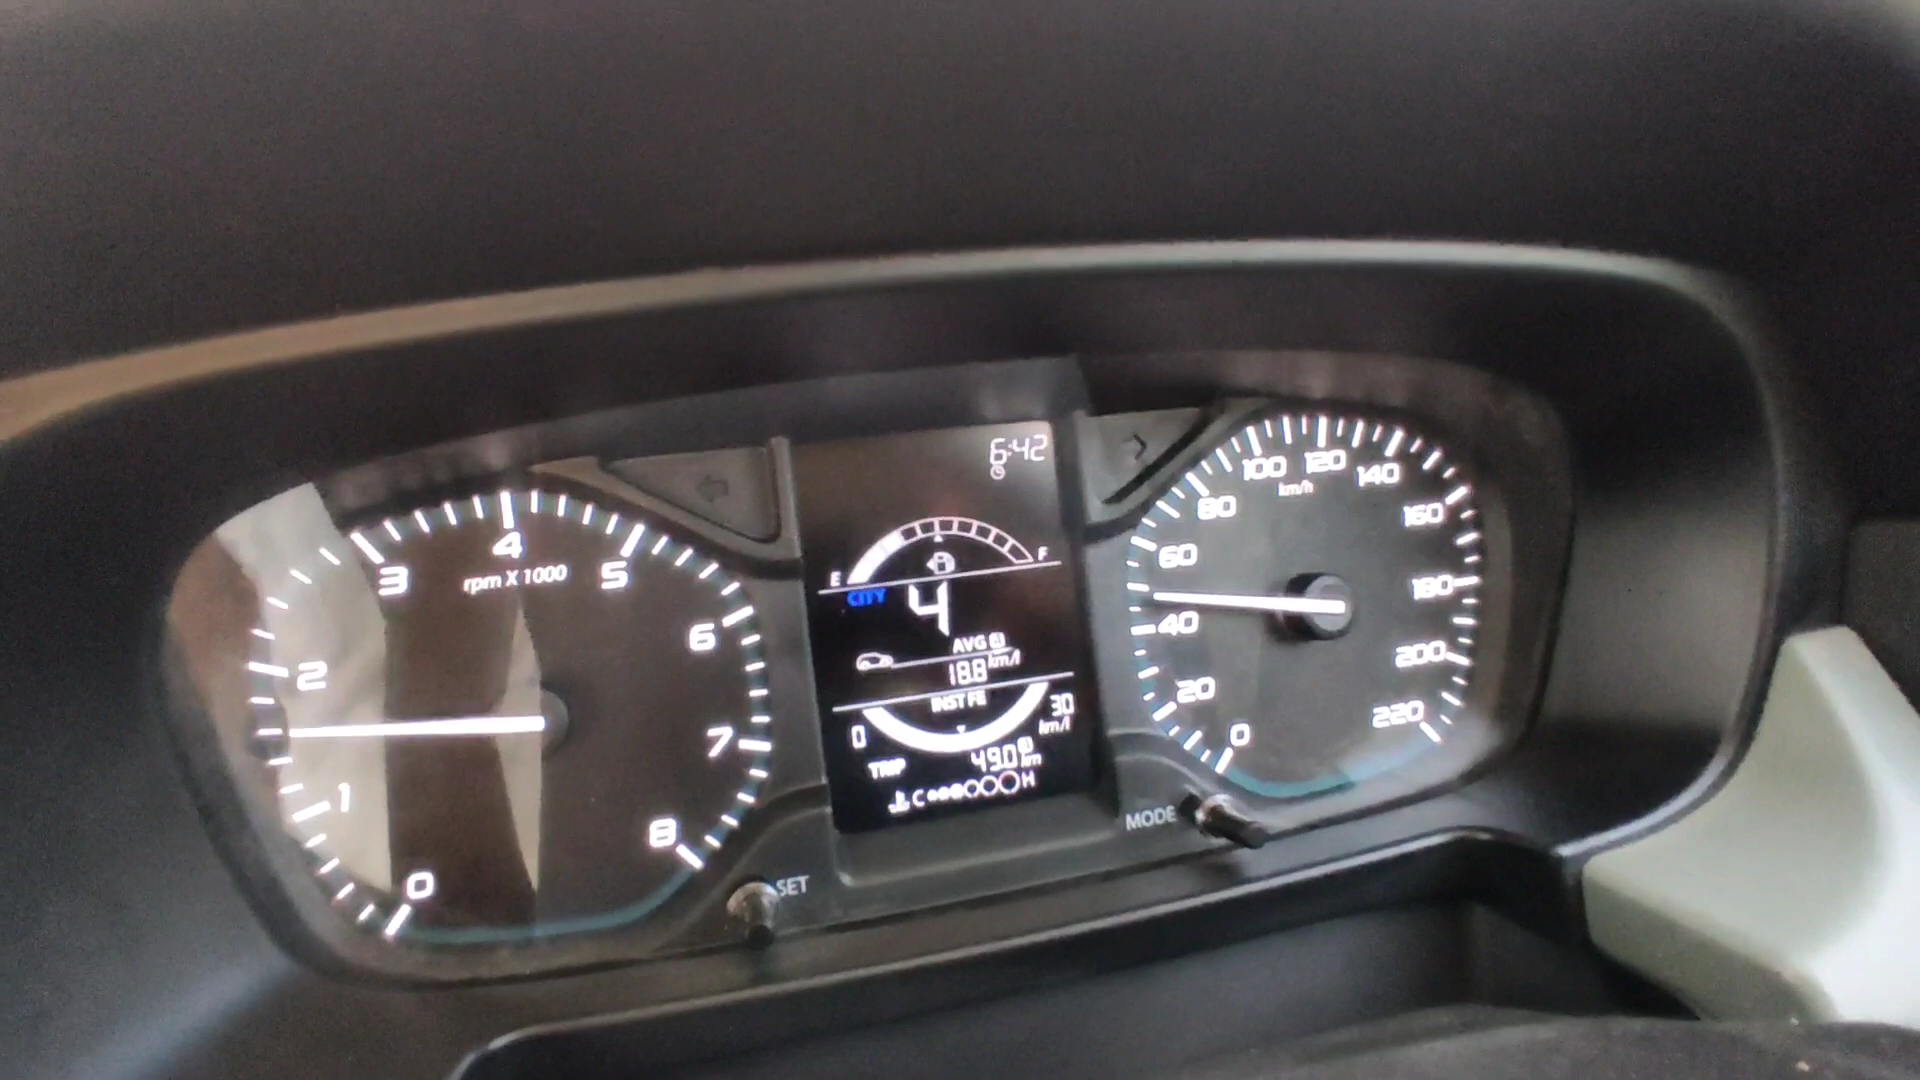 6:42
100 120 140
km/h
80
160
4
3
5
rpm X 1000
E F
60
180
CITY 4
40
6
AVG
18.8 km/l
2
200
INST FE
20
0 30
km/l
220
7
0
TRIP 49.0 km
C H
1
MODE
8
0
SET